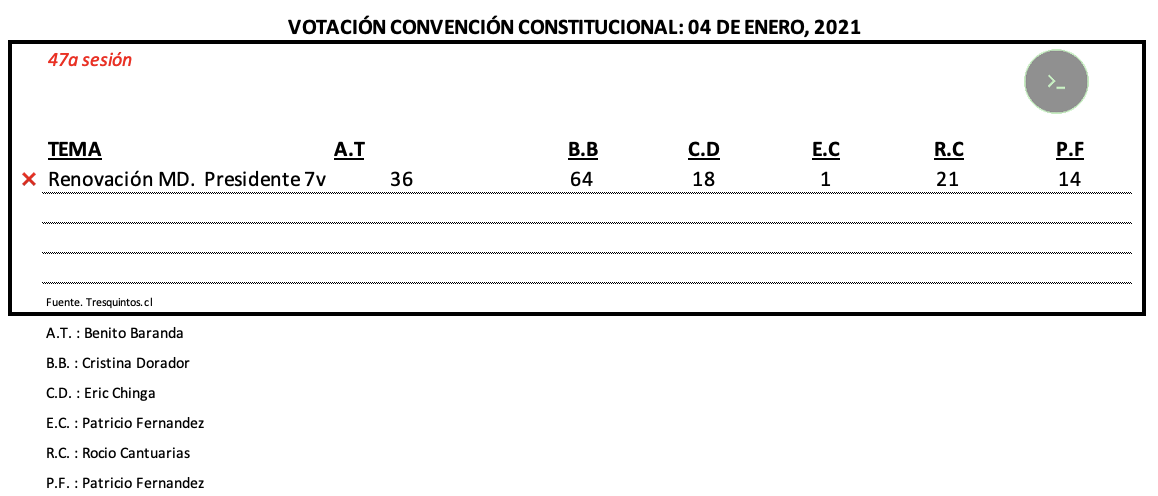 VOTACIÓN CONVENCIÓN CONSTITUCIONAL: 04 DE ENERO, 2021
47a sesión
>_
TEMA A.T B.B C.D E.C R.C P.F
× Renovación MD. Presidente 7v 36 64 18 1 21 14
Fuente. Tresquintos.cl
A.T. : Benito Baranda
B.B. : Cristina Dorador
C.D. : Eric Chinga
E.C. : Patricio Fernandez
R.C. : Rocio Cantuarias
P.F. : Patricio Fernandez